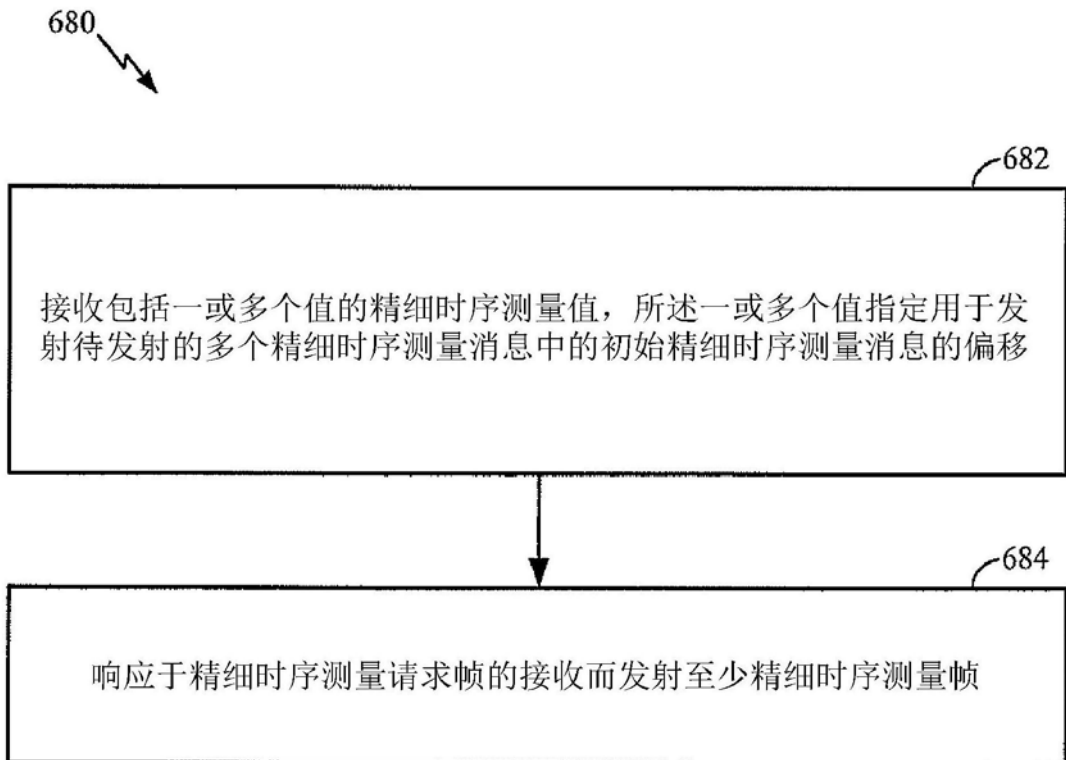 680
682
接收包括一或多个值的精细时序测量值，所述一或多个值指定用于发
射待发射的多个精细时序测量消息中的初始精细时序测量消息的偏移
684
响应于精细时序测量请求帧的接收而发射至少精细时序测量帧